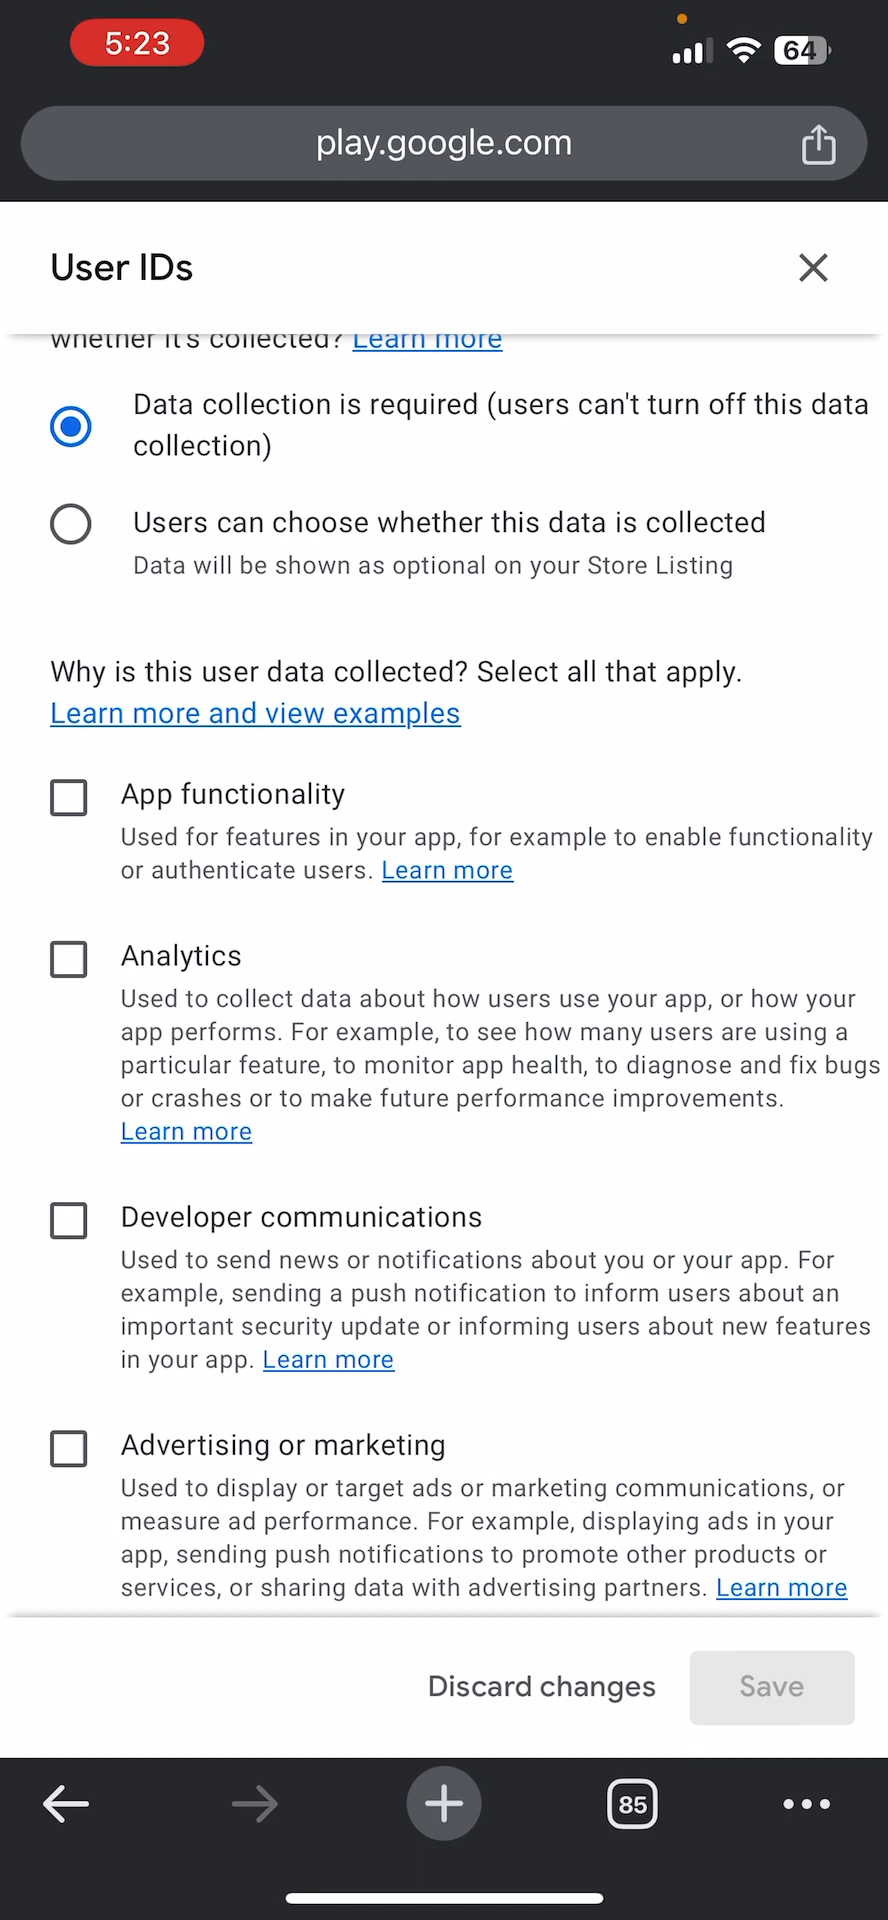 5:23
64
play.google.com
User IDs
whether it's collected? Learn more
Data collection is required (users can't turn off this data
collection)
Users can choose whether this data is collected
Data will be shown as optional on your Store Listing
Why is this user data collected? Select all that apply.
Learn more and view examples
App functionality
Used for features in your app, for example to enable functionality
or authenticate users. Learn more
Analytics
Used to collect data about how users use your app, or how your
app performs. For example, to see how many users are using a
particular feature, to monitor app health, to diagnose and fix bugs
or crashes or to make future performance improvements.
Learn more
Developer communications
Used to send news or notifications about you or your app. For
example, sending a push notification to inform users about an
important security update or informing users about new features
in your app. Learn more
Advertising or marketing
Used to display or target ads or marketing communications, or
measure ad performance. For example, displaying ads in your
app, sending push notifications to promote other products or
services, or sharing data with advertising partners. Learn more
Discard changes
Save
85